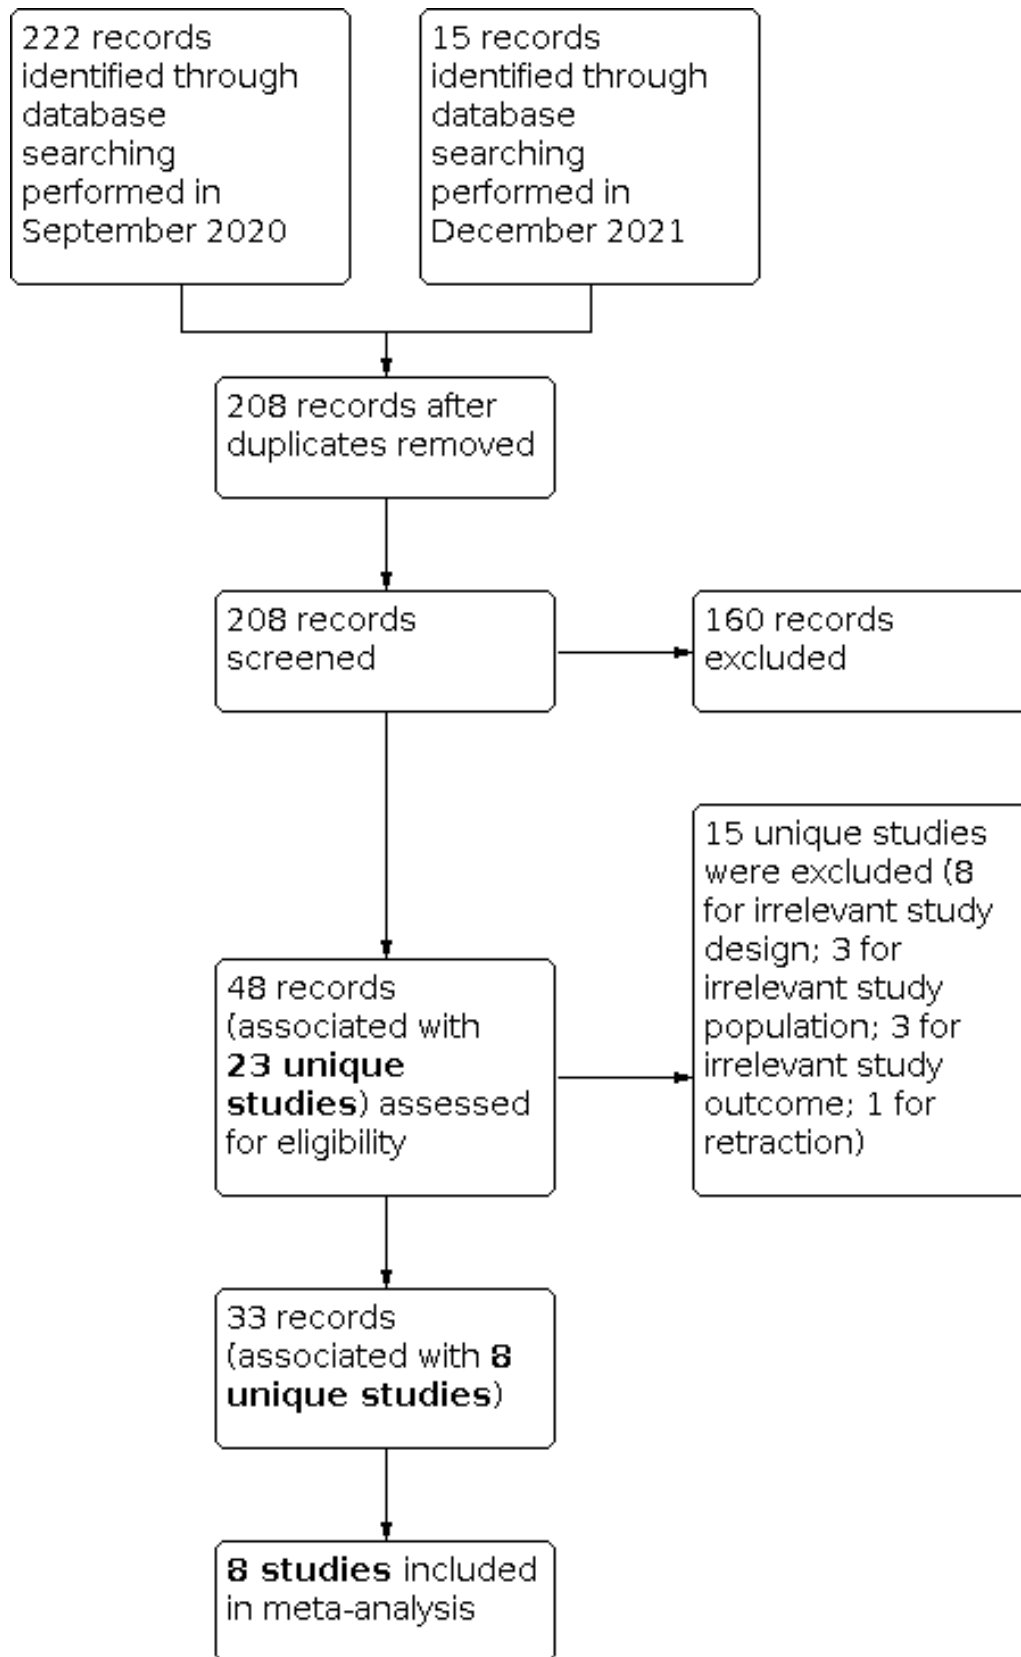 222 records
identified through
database
searching
performed in
September 2020
15 records
identified through
database
searching
performed in
December 2021
208 records after
duplicates removed
208 records
screened
160 records
excluded
48 records
(associated with
23 unique
studies) assessed
for eligibility
15 unique studies
were excluded (8
for irrelevant study
design; 3 for
irrelevant study
population; 3 for
irrelevant study
outcome; 1 for
retraction)
33 records
(associated with 8
unique studies)
8 studies included
in meta-analysis